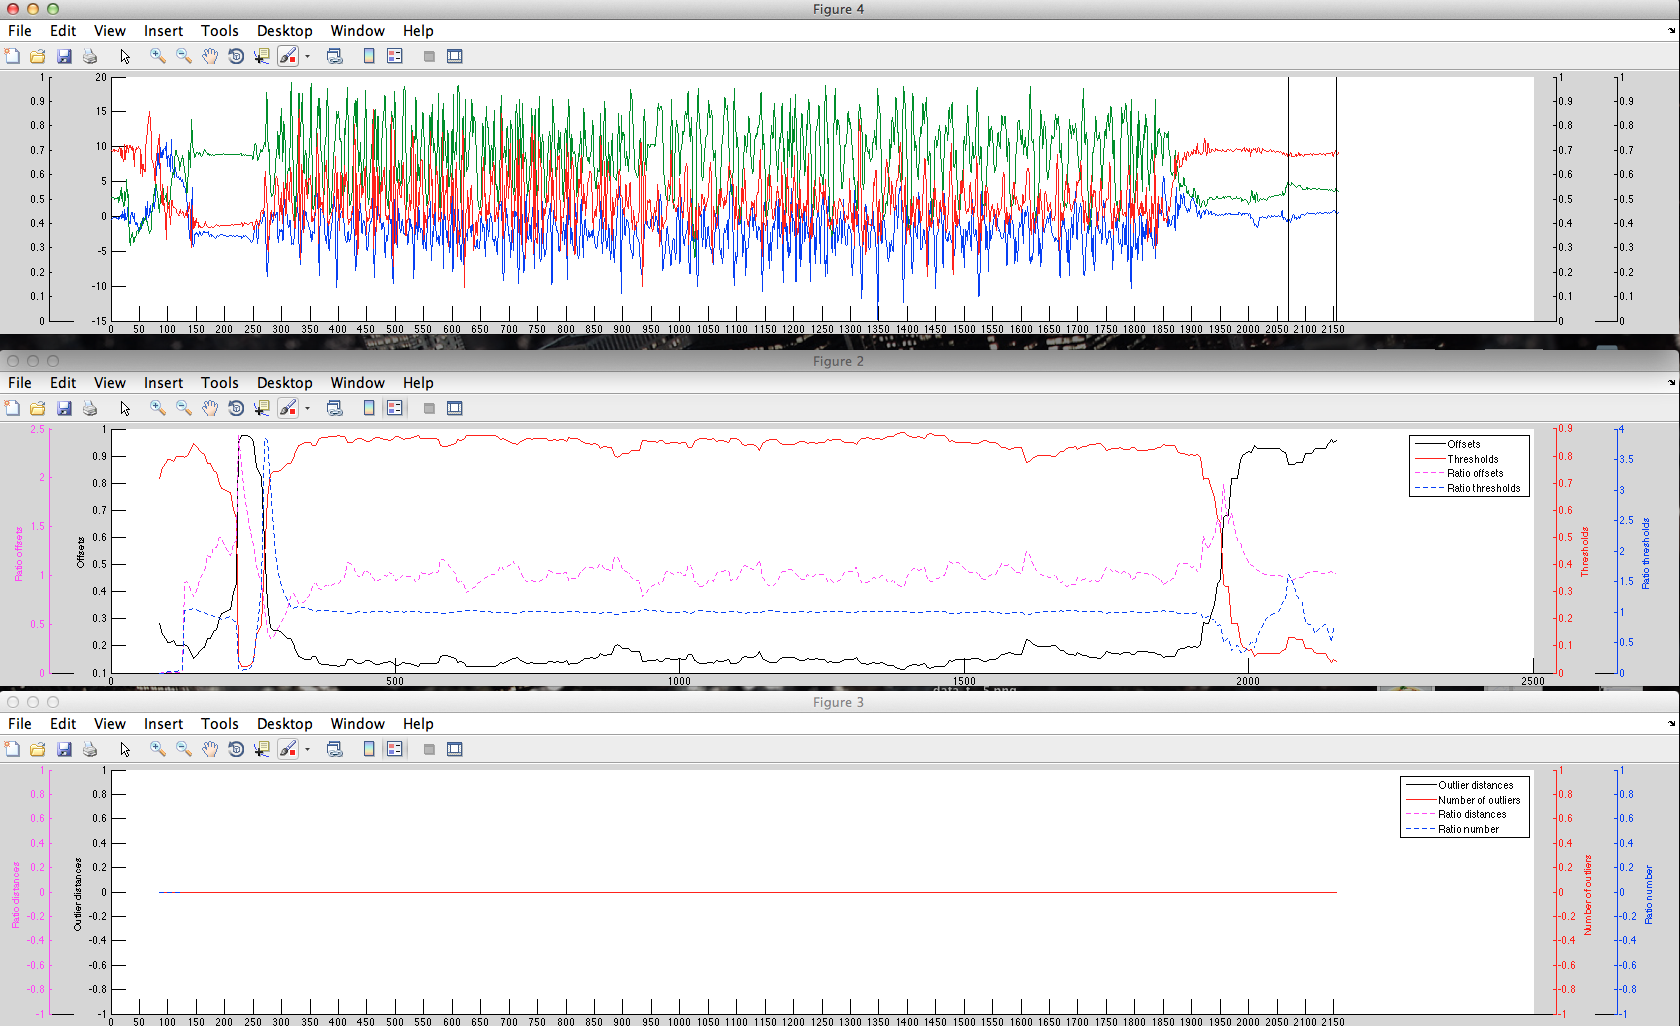 Figure 4
File Edit View Insert Tools Desktop Window Help
1 20 1 1
0.9 15 0.9 0.9
0.8 0.8 0.8
0.7 10 0.7 0.7
0.6 5 0.6 0.6
0.5 0.5 0.5
0.4 0 0.4 0.4
0.3 -5 0.3 0.3
0.2 0.2 0.2
0.1 -10 0.1 0.1
0 -15 0 0
0 50 100 150 200 250 300 350 400 450 500 550 600 650 700 750 800 850 900 950 1000 1050 1100 1150 1200 1250 1300 1350 1400 1450 1500 1550 1600 1650 1700 1750 1800 1850 1900 1950 2000 2050 2100 2150
Figure 2
File Edit View Insert Tools Desktop Window Help
2.5 1 0.9 4
0.9 0.8 3.5
2 0.8 0.7 3
0.7 0.6 2.5
1.5 0.6 0.5 2
1 0.5 0.4 1.5
0.4 0.3 1
0.5 0.3 0.2 0.5
0.2 0.1
0 0.1 0 0
Ratio offsets
Offsets
Offsets
Thresholds
Ratio offsets
Ratio thresholds
Thresholds
Ratio thresholds
0 500 1000 1500 2000 2500
data_t_5.png
Figure 3
File Edit View Insert Tools Desktop Window Help
1 1 1 1
0.8 0.8 0.8 0.8
0.6 0.6 0.6 0.6
0.4 0.4 0.4 0.4
0.2 0.2 0.2 0.2
0 0 0 0
-0.2 -0.2 -0.2 -0.2
-0.4 -0.4 -0.4 -0.4
-0.6 -0.6 -0.6 -0.6
-0.8 -0.8 -0.8 -0.8
-1 -1 -1 -1
Ratio distances
Outlier distances
Outlier distances
Number of outliers
Ratio distances
Ratio number
Number of outliers
Ratio number
0 50 100 150 200 250 300 350 400 450 500 550 600 650 700 750 800 850 900 950 1000 1050 1100 1150 1200 1250 1300 1350 1400 1450 1500 1550 1600 1650 1700 1750 1800 1850 1900 1950 2000 2050 2100 2150